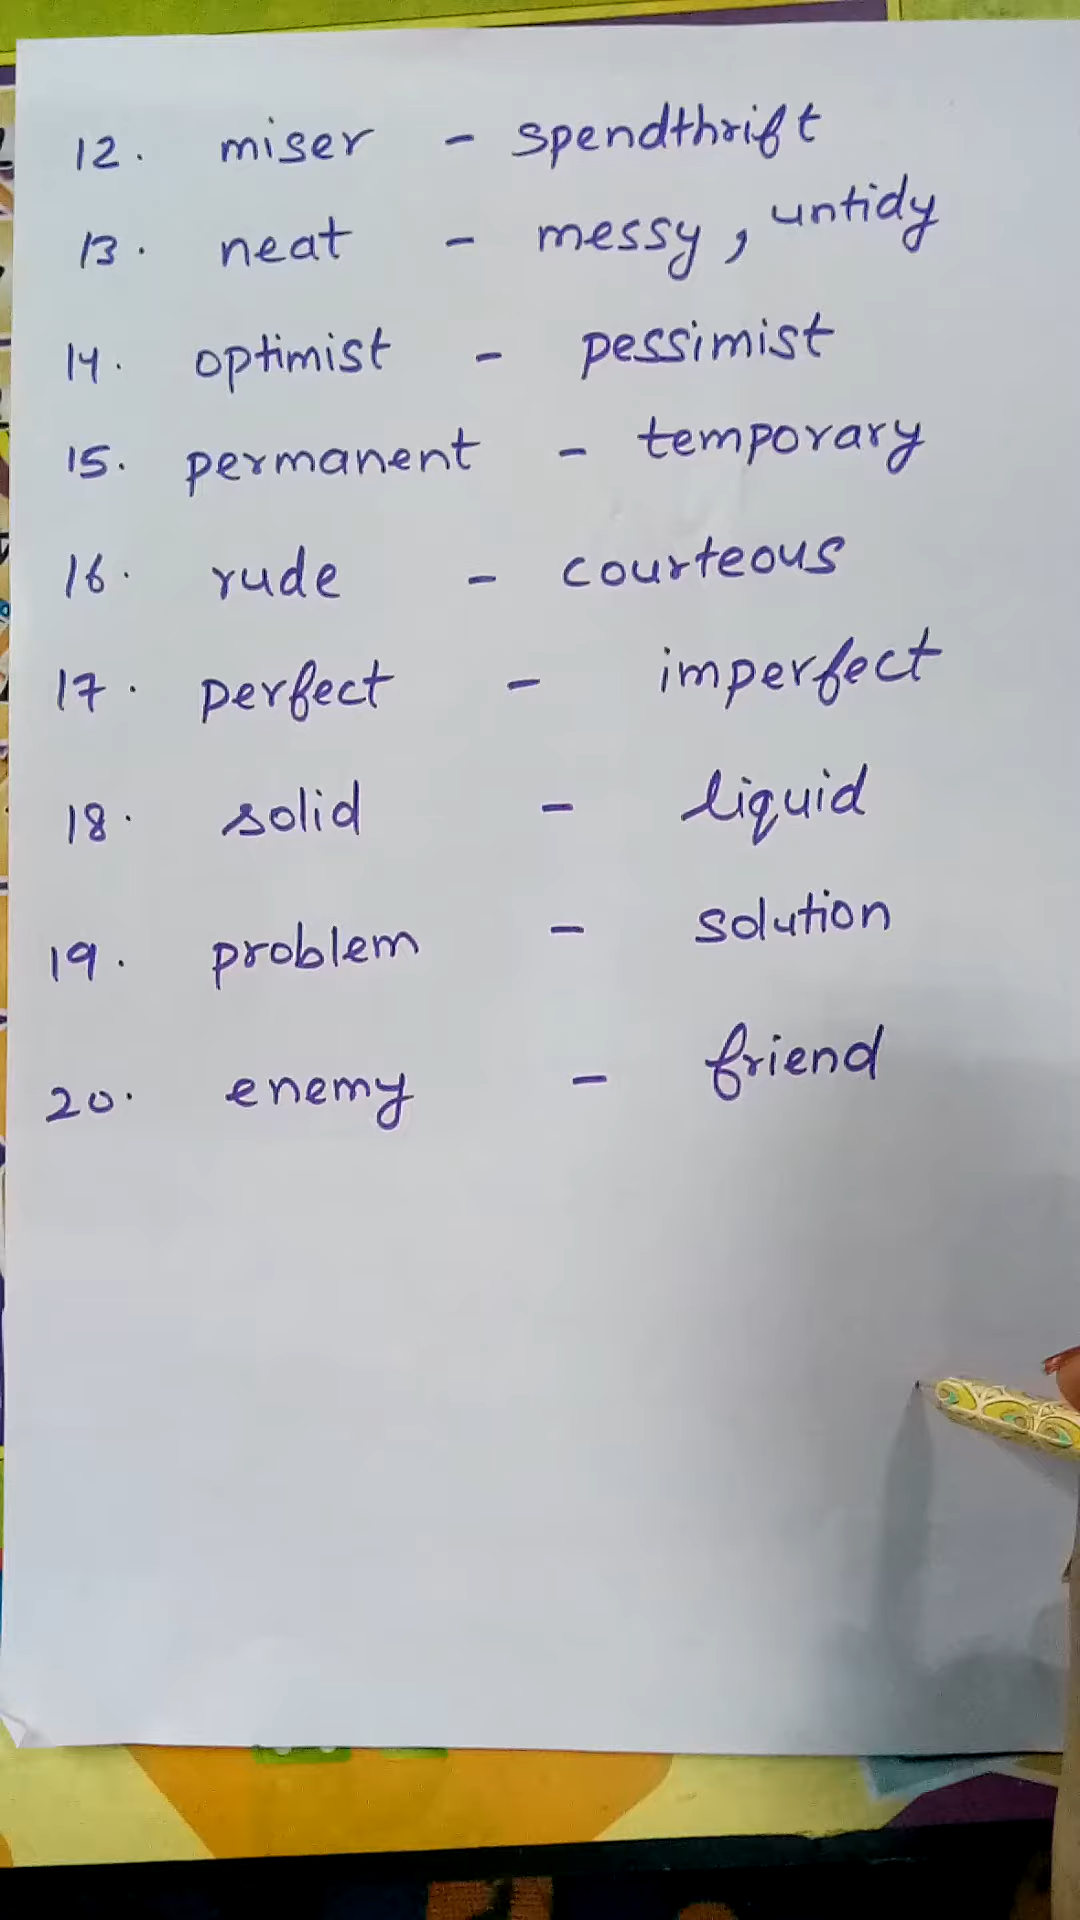 12. miser - spendthrift
13. neat - messy, untidy
14. optimist - pessimist
15. permanent - temporary
16. rude - courteous
17. perfect - imperfect
18. solid - liquid
19. problem - solution
20. enemy - friend